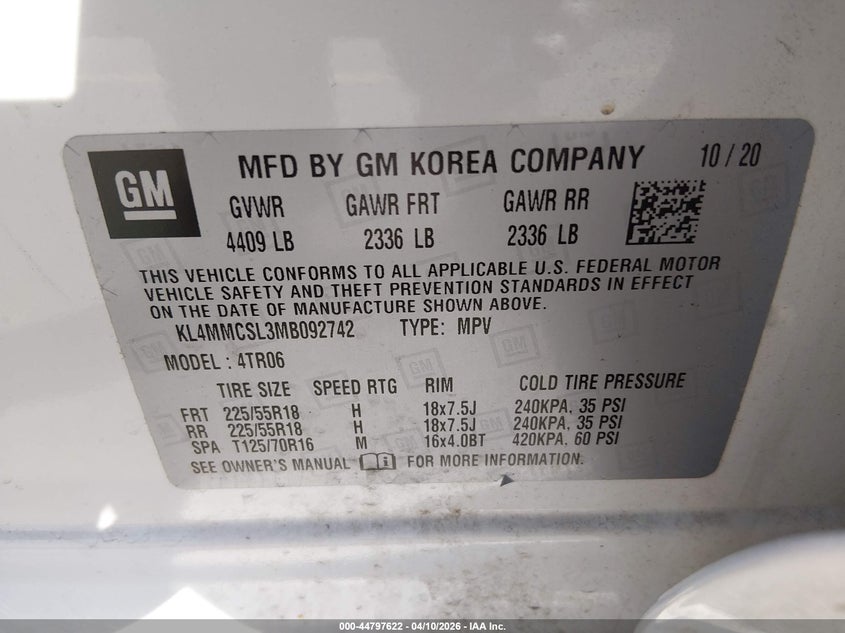 GM
MFD BY GM KOREA COMPANY 10 / 20
GVWR GAWR FRT GAWR RR
4409 LB 2336 LB 2336 LB
THIS VEHICLE CONFORMS TO ALL APPLICABLE U.S. FEDERAL MOTOR
VEHICLE SAFETY AND THEFT PREVENTION STANDARDS IN EFFECT
ON THE DATE OF MANUFACTURE SHOWN ABOVE.
KL4MMCSL3MB092742 TYPE: MPV
MODEL : 4TR06
TIRE SIZE SPEED RTG RIM COLD TIRE PRESSURE
FRT 225/55R18 H 18x7.5J 240KPA, 35 PSI
RR 225/55R18 H 18x7.5J 240KPA, 35 PSI
SPA T125/70R16 M 16x4.0BT 420KPA, 60 PSI
SEE OWNER'S MANUAL FOR MORE INFORMATION.
000-44797622 - 04/10/2026 - IAA Inc.